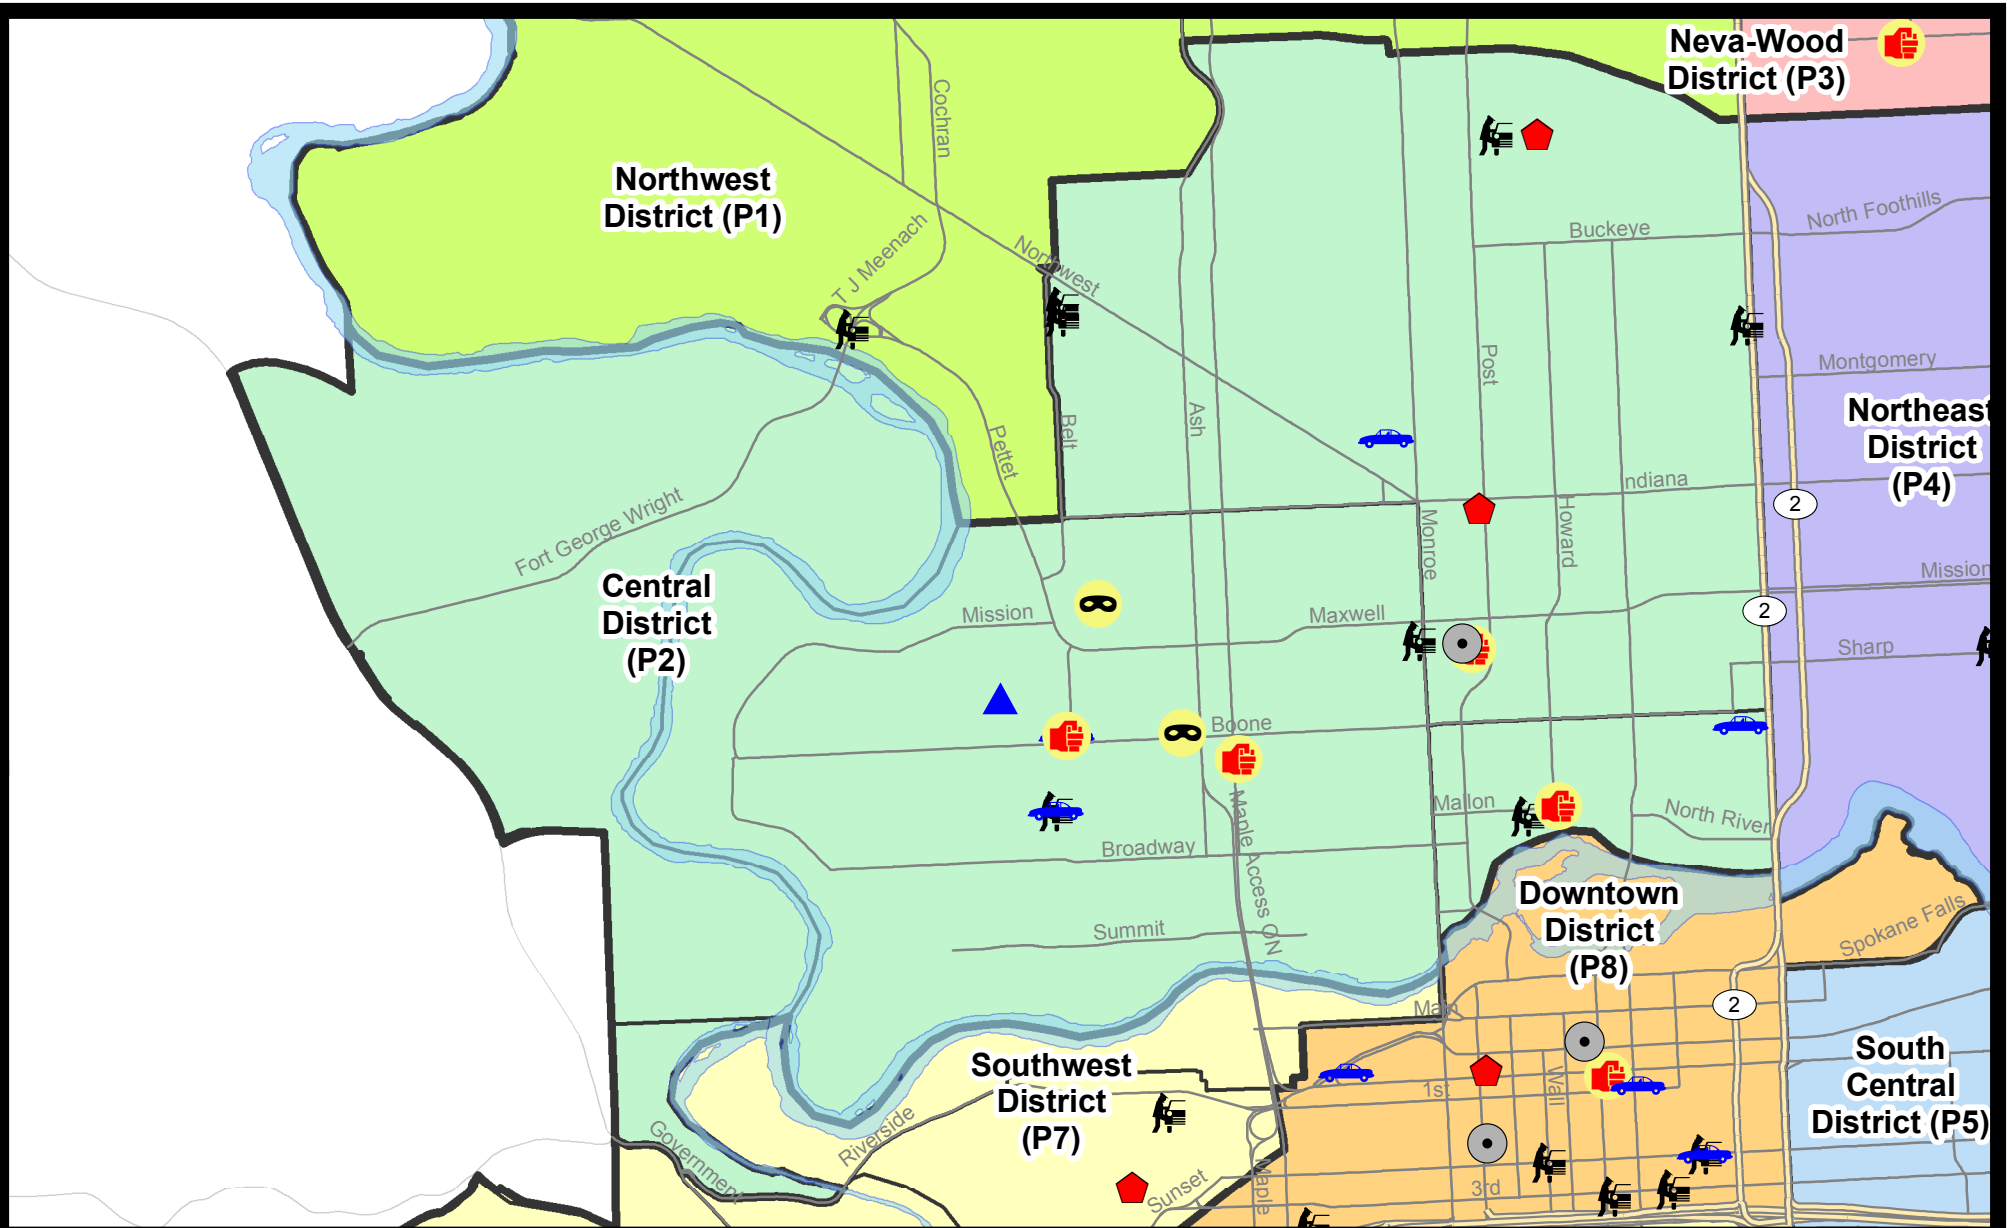 Neva-Wood
District (P3)
Cochran
Northwest
District (P1)
North Foothills
Buckeye
T J Meenach
Northwest
Post
Montgomery
Ash
Belt
Northeast
District
(P4)
Pettet
ndiana
Fort George Wright
2
Howard
Monroe
Mission
Central
District
(P2)
Mission
Maxwell
2
Sharp
Boone
Mallon
North River
Maple Access ON
Broadway
Downtown
District
(P8)
Spokane Falls
Summit
Main
2
Southwest
District
(P7)
South
Central
District (P5)
1st
Wall
Riverside
Government
Maple
Sunset
3rd